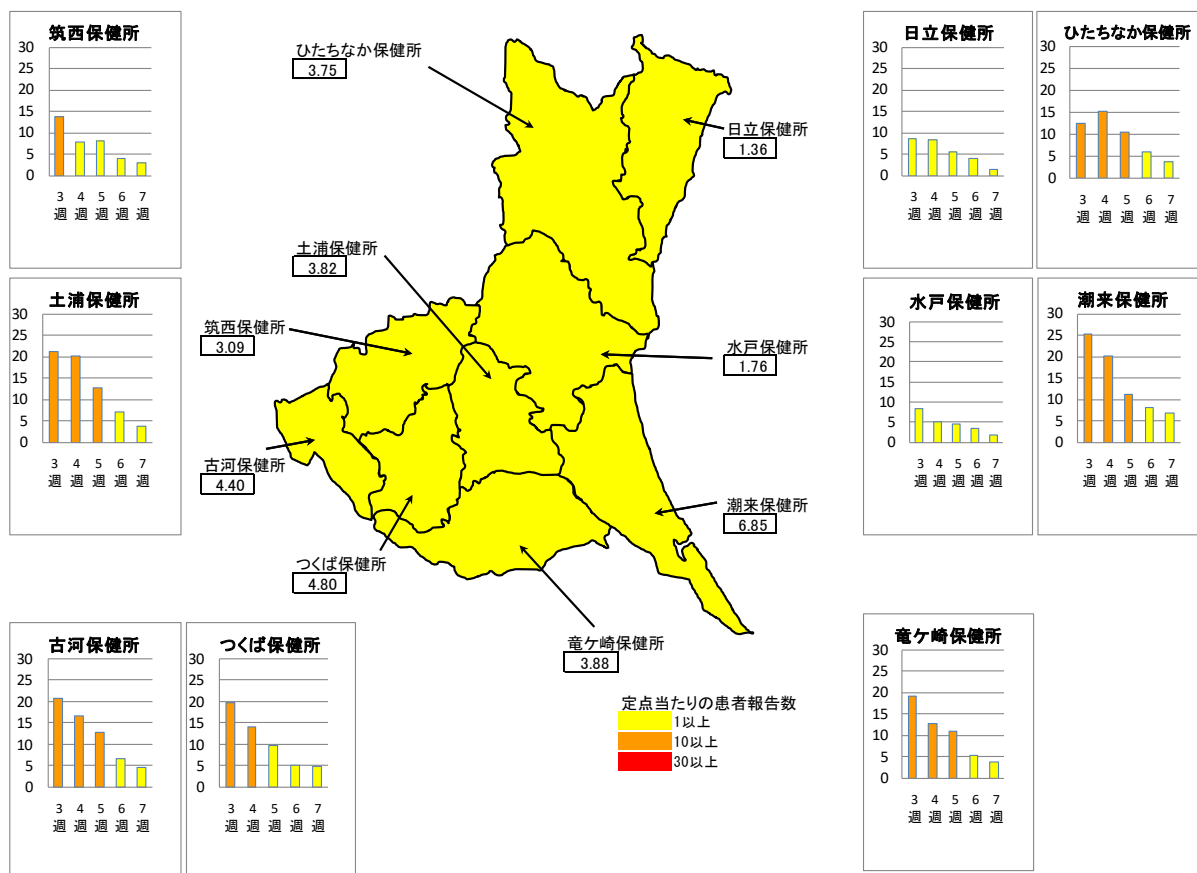 筑西保健所
30
25
20
15
10
5
0
3 4 5 6 7
週 週 週 週 週
土浦保健所
30
25
20
15
10
5
0
3 4 5 6 7
週 週 週 週 週
古河保健所
30
25
20
15
10
5
0
3 4 5 6 7
週 週 週 週 週
つくば保健所
30
25
20
15
10
5
0
3 4 5 6 7
週 週 週 週 週
ひたちなか保健所
3.75
日立保健所
1.36
土浦保健所
3.82
筑西保健所
3.09
水戸保健所
1.76
古河保健所
4.40
潮来保健所
6.85
つくば保健所
4.80
竜ケ崎保健所
3.88
定点当たりの患者報告数
1以上
10以上
30以上
日立保健所
30
25
20
15
10
5
0
3 4 5 6 7
週 週 週 週 週
ひたちなか保健所
30
25
20
15
10
5
0
3 4 5 6 7
週 週 週 週 週
水戸保健所
30
25
20
15
10
5
0
3 4 5 6 7
週 週 週 週 週
潮来保健所
30
25
20
15
10
5
0
3 4 5 6 7
週 週 週 週 週
竜ケ崎保健所
30
25
20
15
10
5
0
3 4 5 6 7
週 週 週 週 週